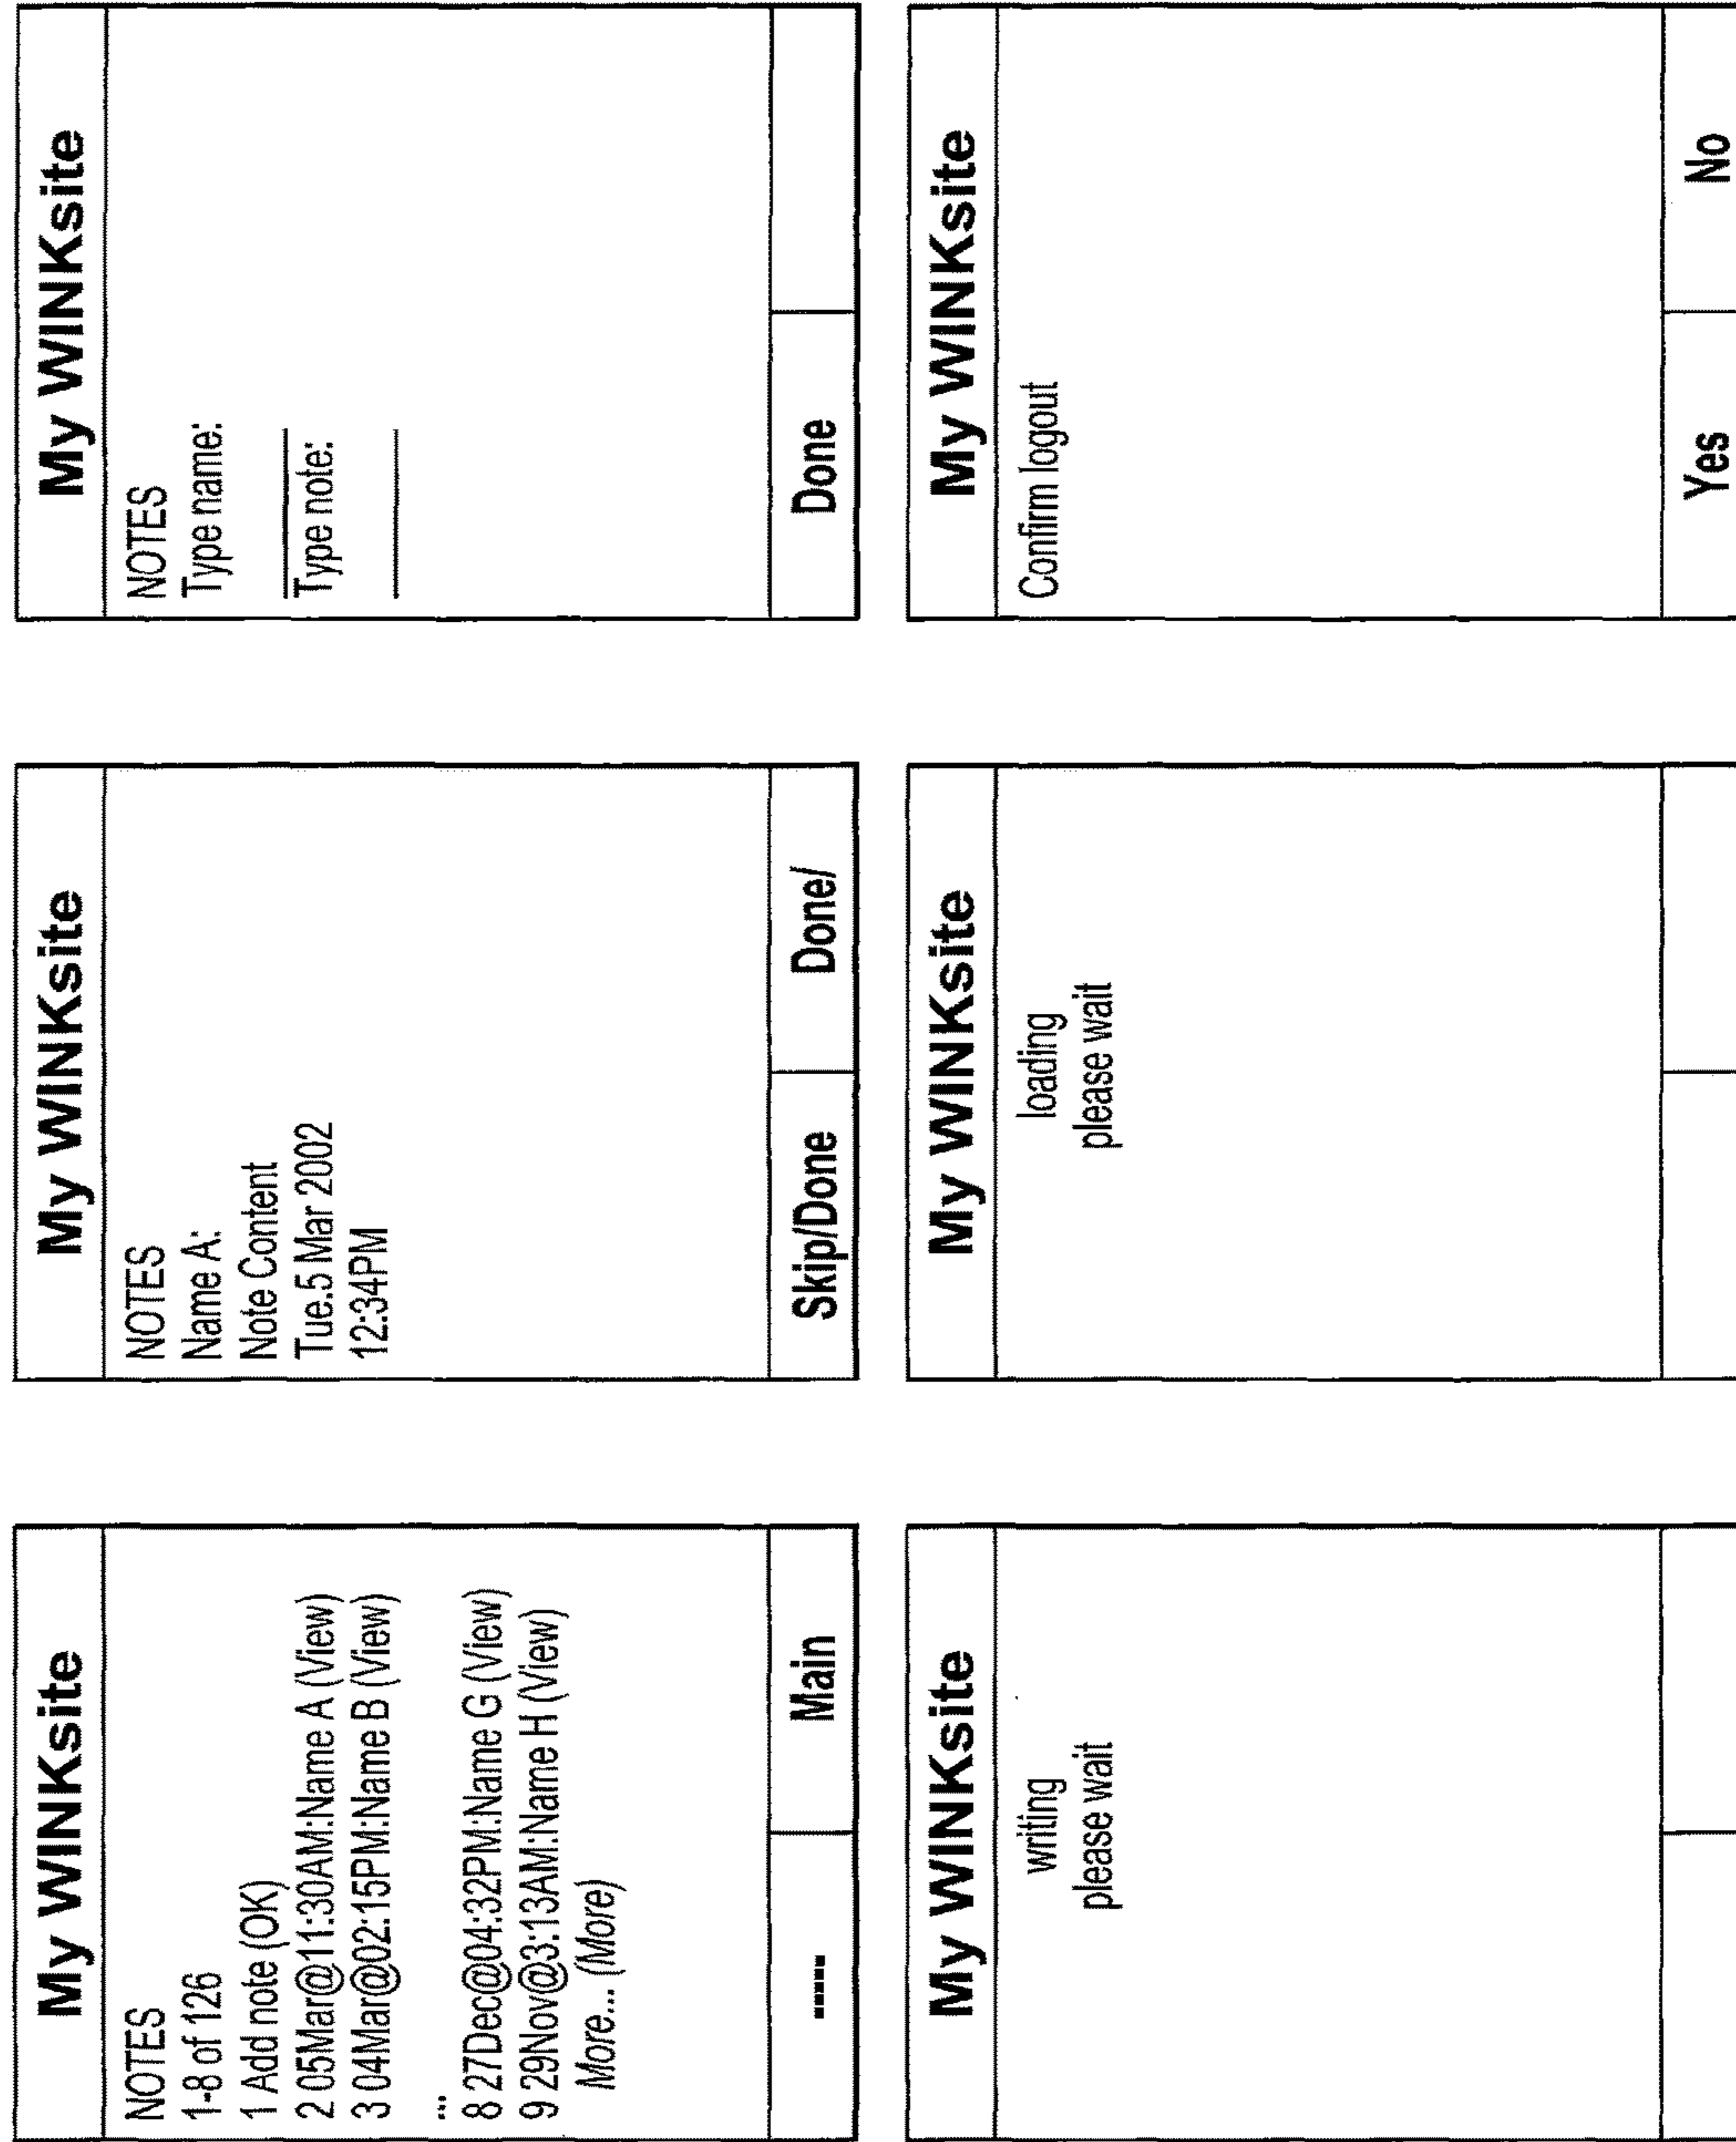 My WINKsite
NOTES
1-8 of 126
1 Add note (OK)
2 05Mar@11:30AM:Name A (View)
3 04Mar@02:15PM:Name B (View)
...
8 27Dec@04:32PM:Name G (View)
9 29Nov@3:13AM:Name H (View)
More... (More)
----- Main
My WINKsite
NOTES
Name A:
Note Content
Tue.5 Mar 2002
12:34PM
Skip/Done Done/
My WINKsite
NOTES
Type name:
Type note:
Done
My WINKsite
writing
please wait
My WINKsite
loading
please wait
My WINKsite
Confirm logout
Yes No